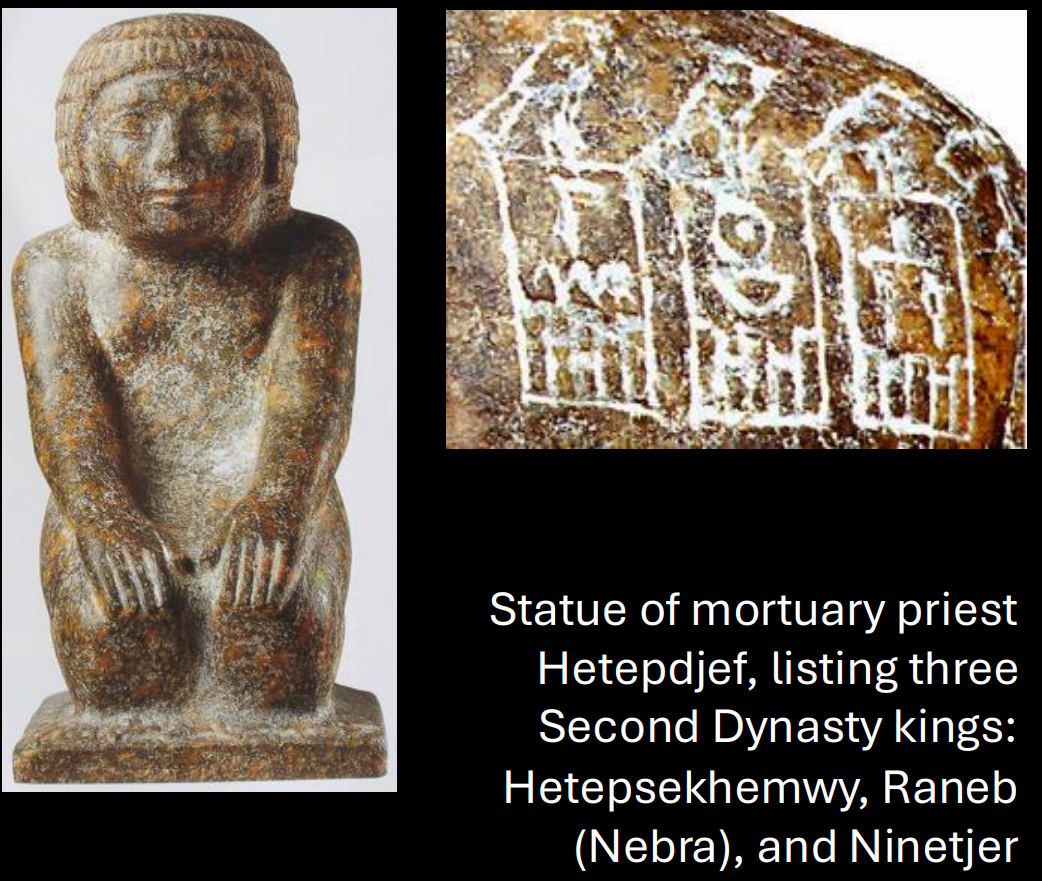 Statue of mortuary priest
Hetepdjef, listing three
Second Dynasty kings:
Hetepsekhemwy, Raneb
(Nebra), and Ninetjer